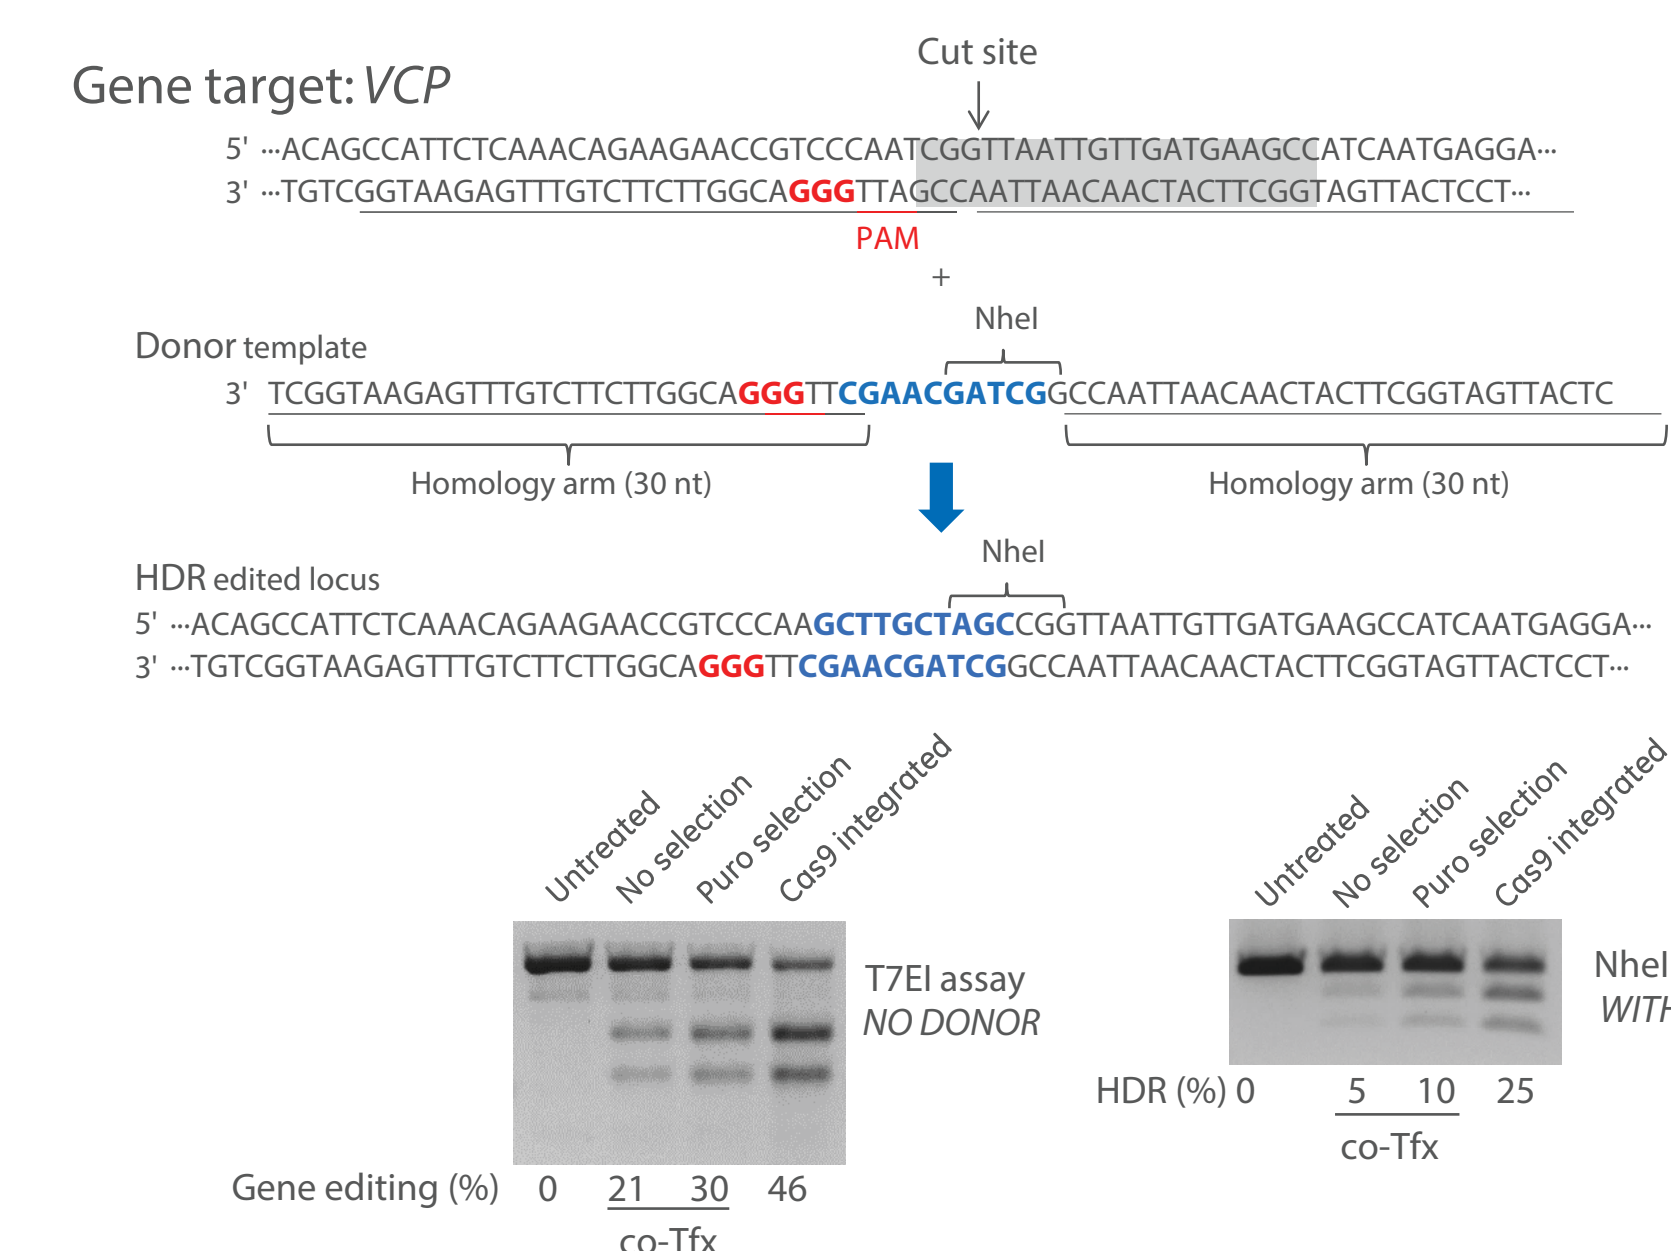 Cut site
Gene target: VCP
5' ···ACAGCCATTCTCAAACAGAAGAACCGTCCCAATCGGTTAATTGTTGATGAAGCCATCAATGAGGA···
3' ···TGTCGGTAAGAGTTTGTCTTCTTGGCAGGGTTAGCCAATTAACAACTACTTCGGTAGTTACTCCT···
PAM
+
NheI
Donor template
3' TCGGTAAGAGTTTGTCTTCTTGGCAGGGTTCGAACGATCGGCCAATTAACAACTACTTCGGTAGTTACTC
Homology arm (30 nt) Homology arm (30 nt)
NheI
HDR edited locus
5' ···ACAGCCATTCTCAAACAGAAGAACCGTCCCAAGCTTGCTAGCCGGTTAATTGTTGATGAAGCCATCAATGAGGA···
3' ···TGTCGGTAAGAGTTTGTCTTCTTGGCAGGGTTCGAACGATCGGCCAATTAACAACTACTTCGGTAGTTACTCCT···
Untreated
No selection
Puro selection
Cas9 integrated
T7EI assay
NO DONOR
Gene editing (%) 0 21 30 46
co-Tfx
Untreated
No selection
Puro selection
Cas9 integrated
NheI
WITH
HDR (%) 0 5 10 25
co-Tfx